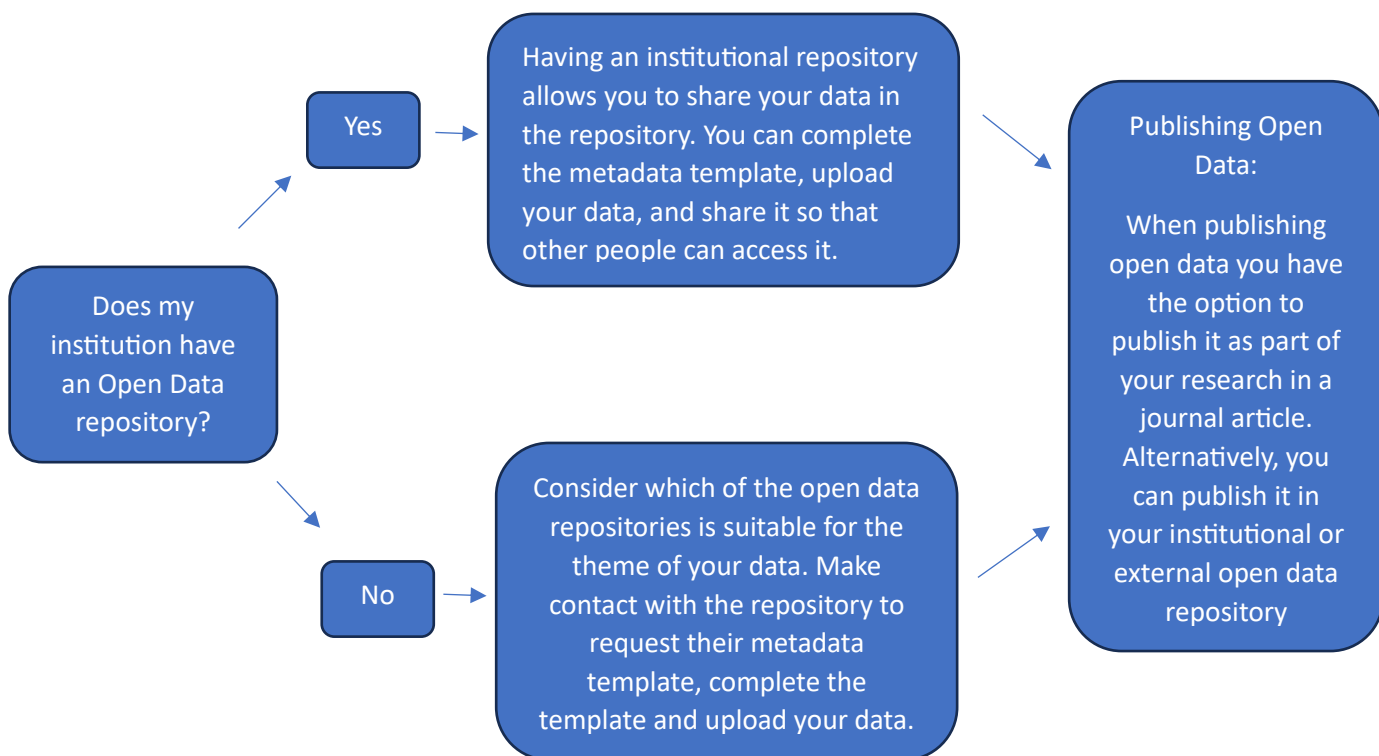 Does my
institution have
an Open Data
repository?
Yes
Having an institutional repository
allows you to share your data in
the repository. You can complete
the metadata template, upload
your data, and share it so that
other people can access it.
No
Consider which of the open data
repositories is suitable for the
theme of your data. Make
contact with the repository to
request their metadata
template, complete the
template and upload your data.
Publishing Open
Data:
When publishing
open data you have
the option to
publish it as part of
your research in a
journal article.
Alternatively, you
can publish it in
your institutional or
external open data
repository